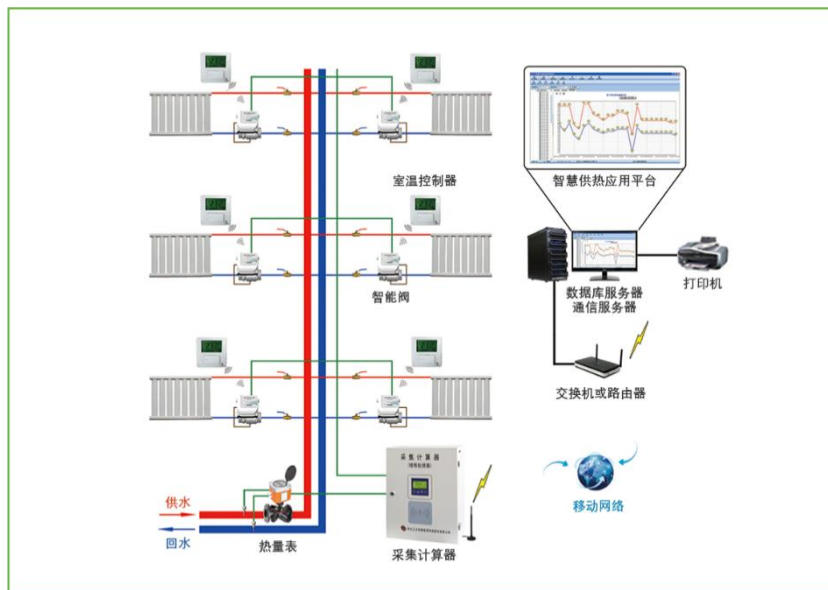 室温控制器
智慧供热应用平台
智能阀
数据库服务器
通信服务器
打印机
交换机或路由器
采集计算器
供水
移动网络
回水
热量表
采集计算器